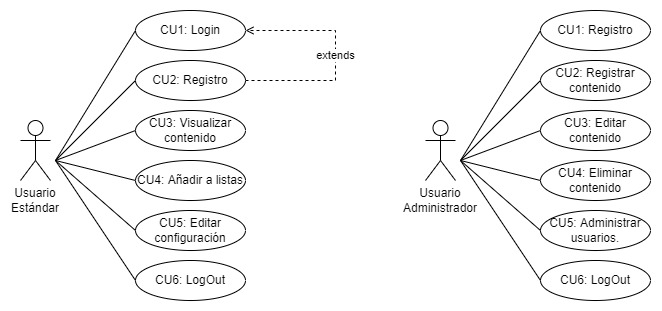 CU1: Login
extends
CU2: Registro
CU3: Visualizar
contenido
CU4: Añadir a listas
CU5: Editar
configuración
CU6: LogOut
Usuario
Estándar
CU1: Registro
CU2: Registrar
contenido
CU3: Editar
contenido
CU4: Eliminar
contenido
CU5: Administrar
usuarios.
CU6: LogOut
Usuario
Administrador